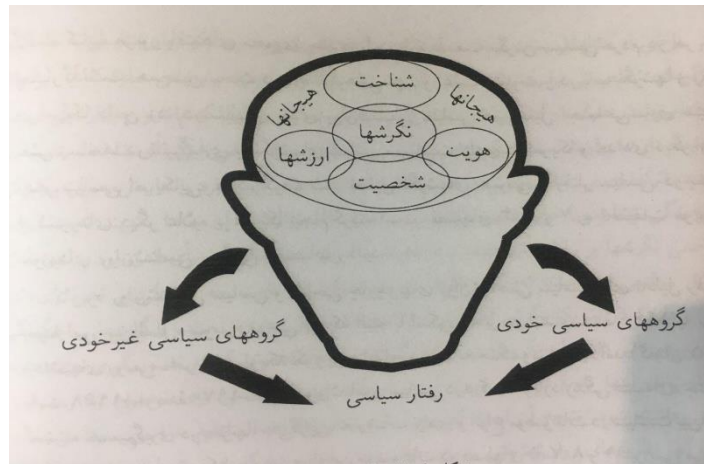 شناخت
هیجانها
هیجانها
نگرشها
هویت
ارزشها
شخصیت
گروههای سیاسی خودی
گروههای سیاسی غیرخودی
رفتار سیاسی